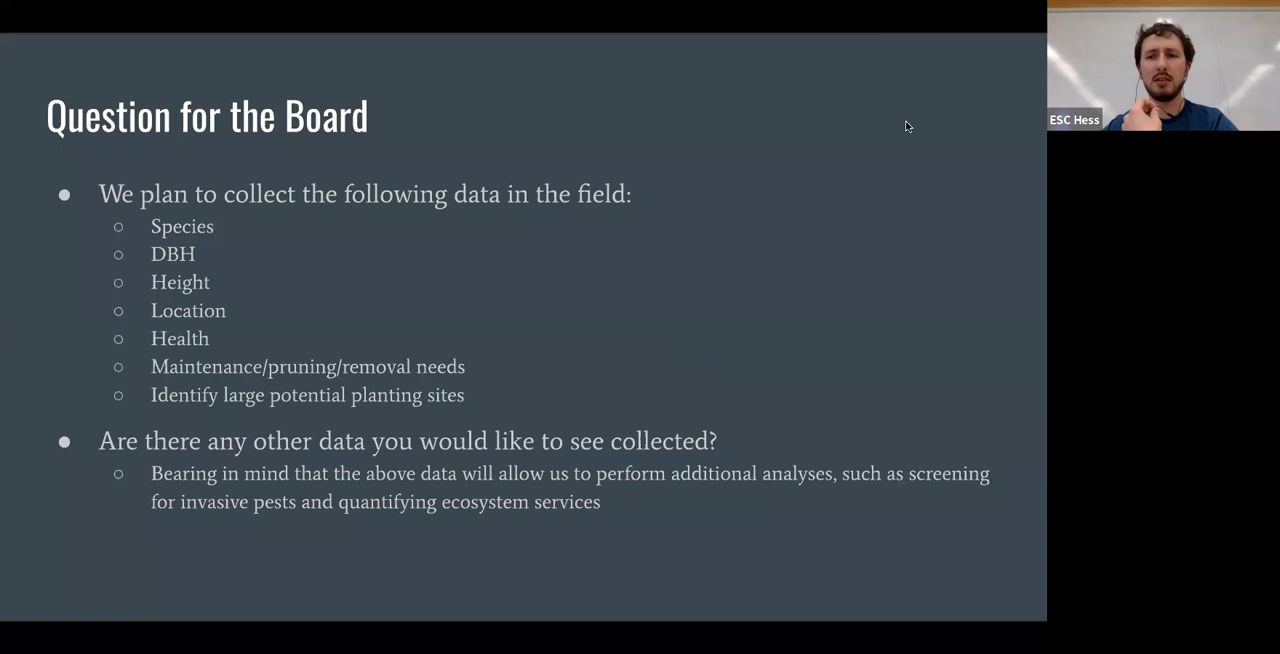 Question for the Board
● We plan to collect the following data in the field:
○ Species
○ DBH
○ Height
○ Location
○ Health
○ Maintenance/pruning/removal needs
○ Identify large potential planting sites
● Are there any other data you would like to see collected?
○ Bearing in mind that the above data will allow us to perform additional analyses, such as screening
for invasive pests and quantifying ecosystem services
ESC Hess